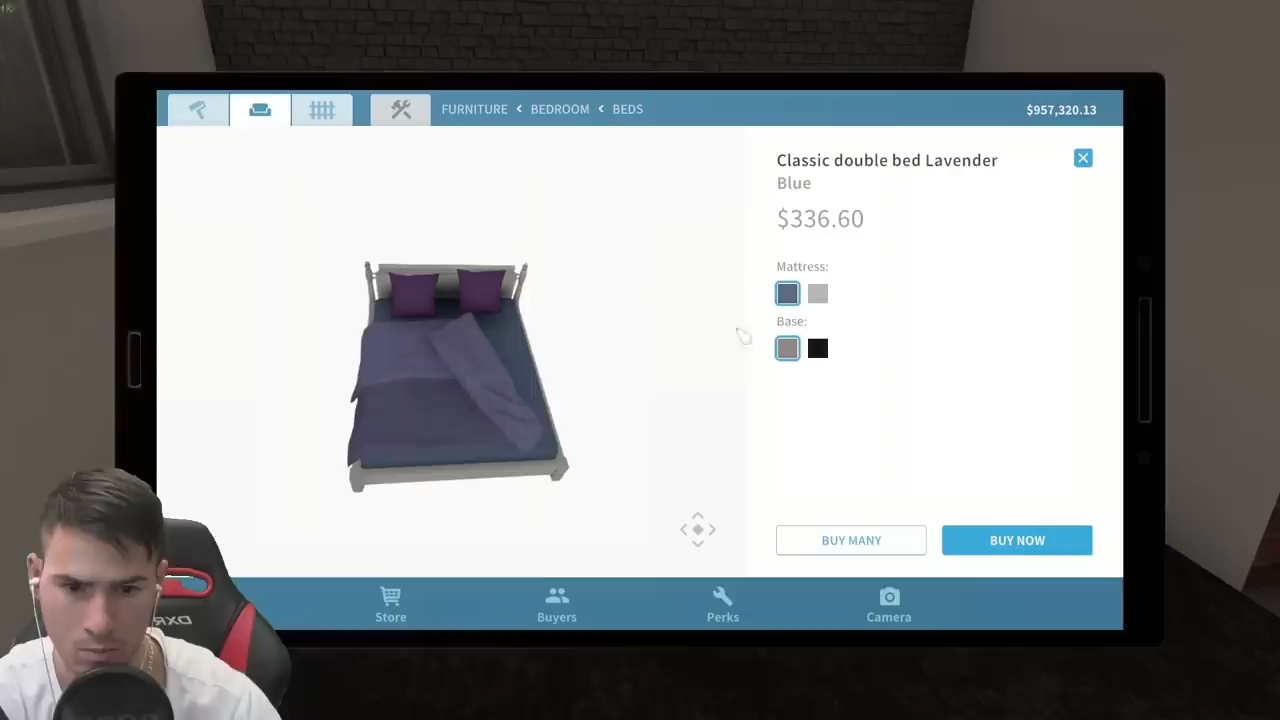 FURNITURE < BEDROOM < BEDS
$957,320.13
Classic double bed Lavender
Blue
$336.60
Mattress:
Base:
BUY MANY
BUY NOW
Store
Buyers
Perks
Camera